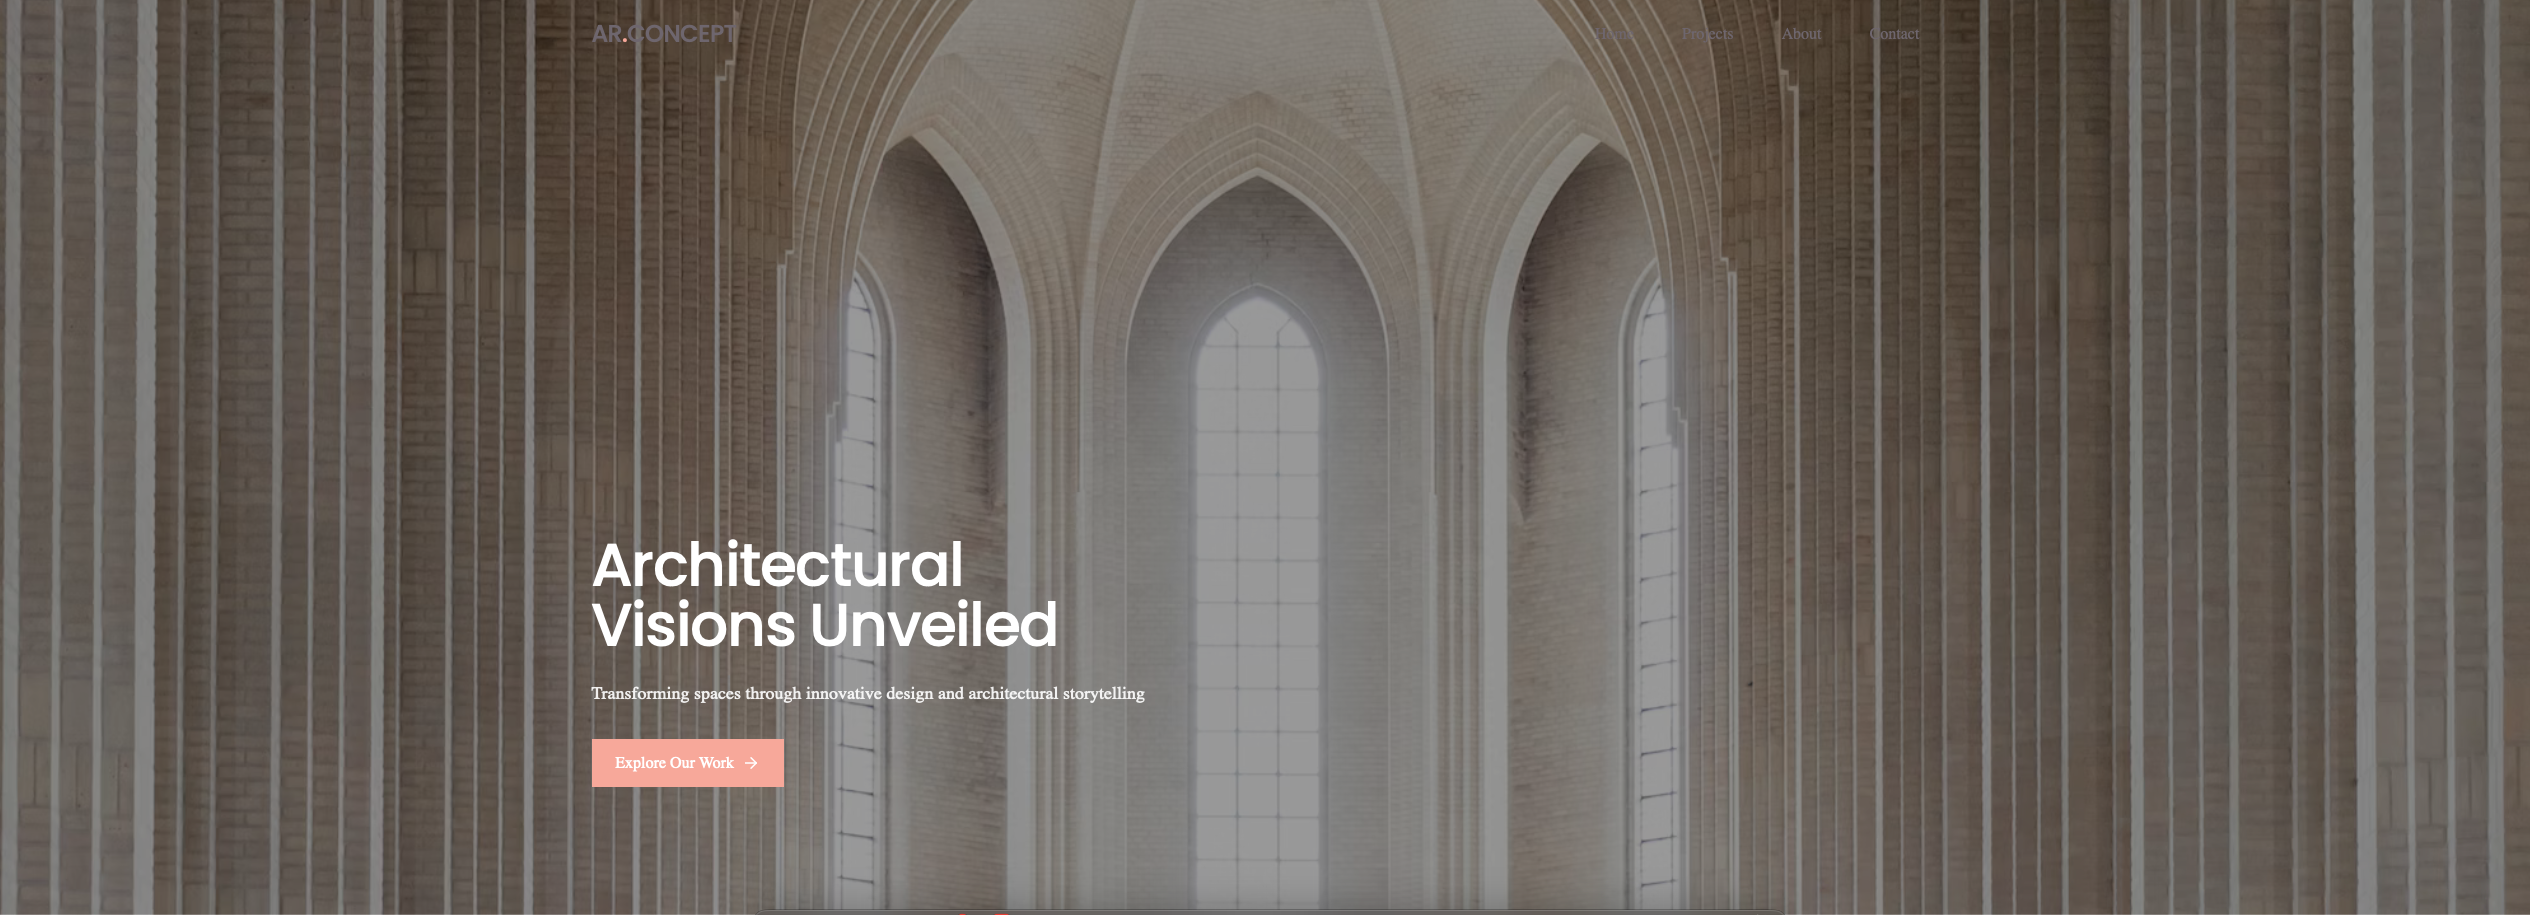 AR.CONCEPT
Home Projects About Contact
Architectural
Visions Unveiled
Transforming spaces through innovative design and architectural storytelling
Explore Our Work →